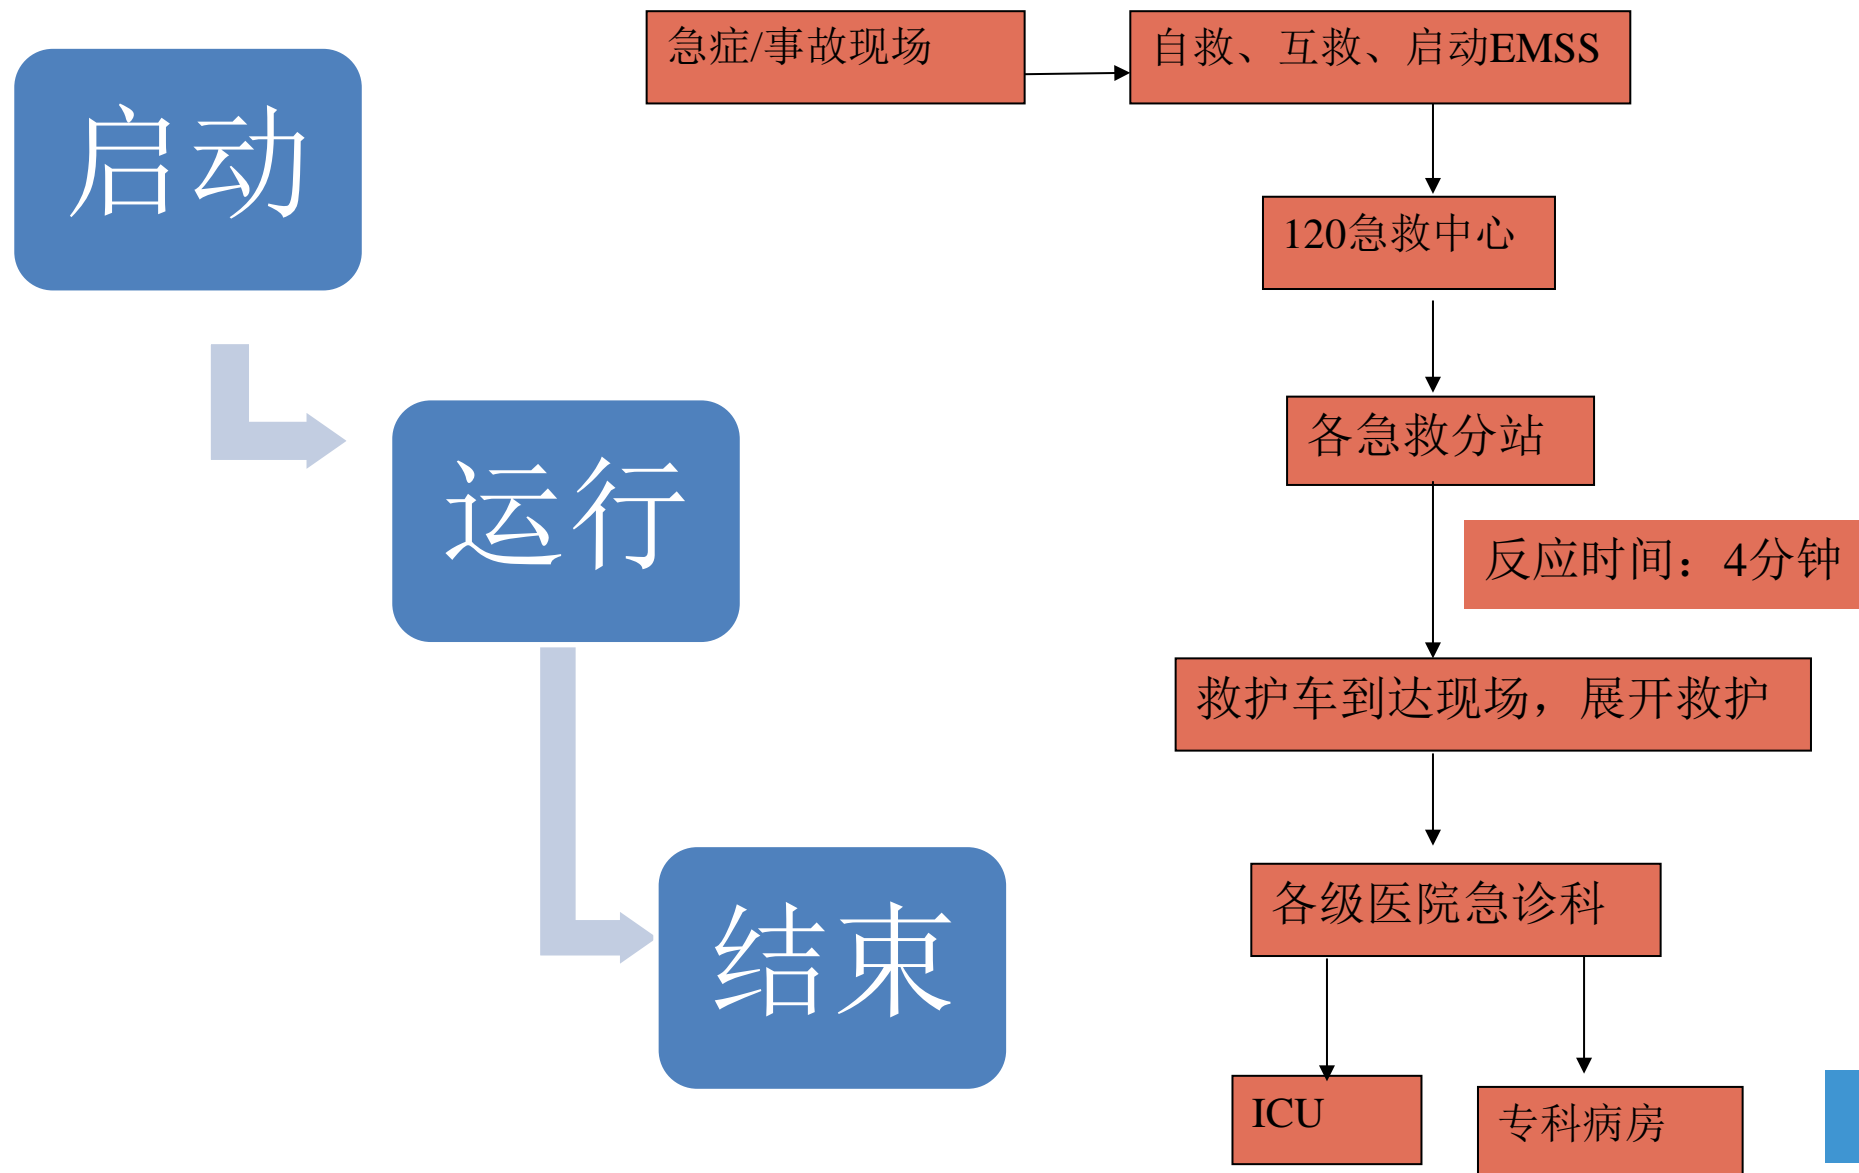 启动
运行
结束
急症/事故现场
自救、互救、启动EMSS
120急救中心
各急救分站
反应时间：4分钟
救护车到达现场，展开救护
各级医院急诊科
ICU
专科病房